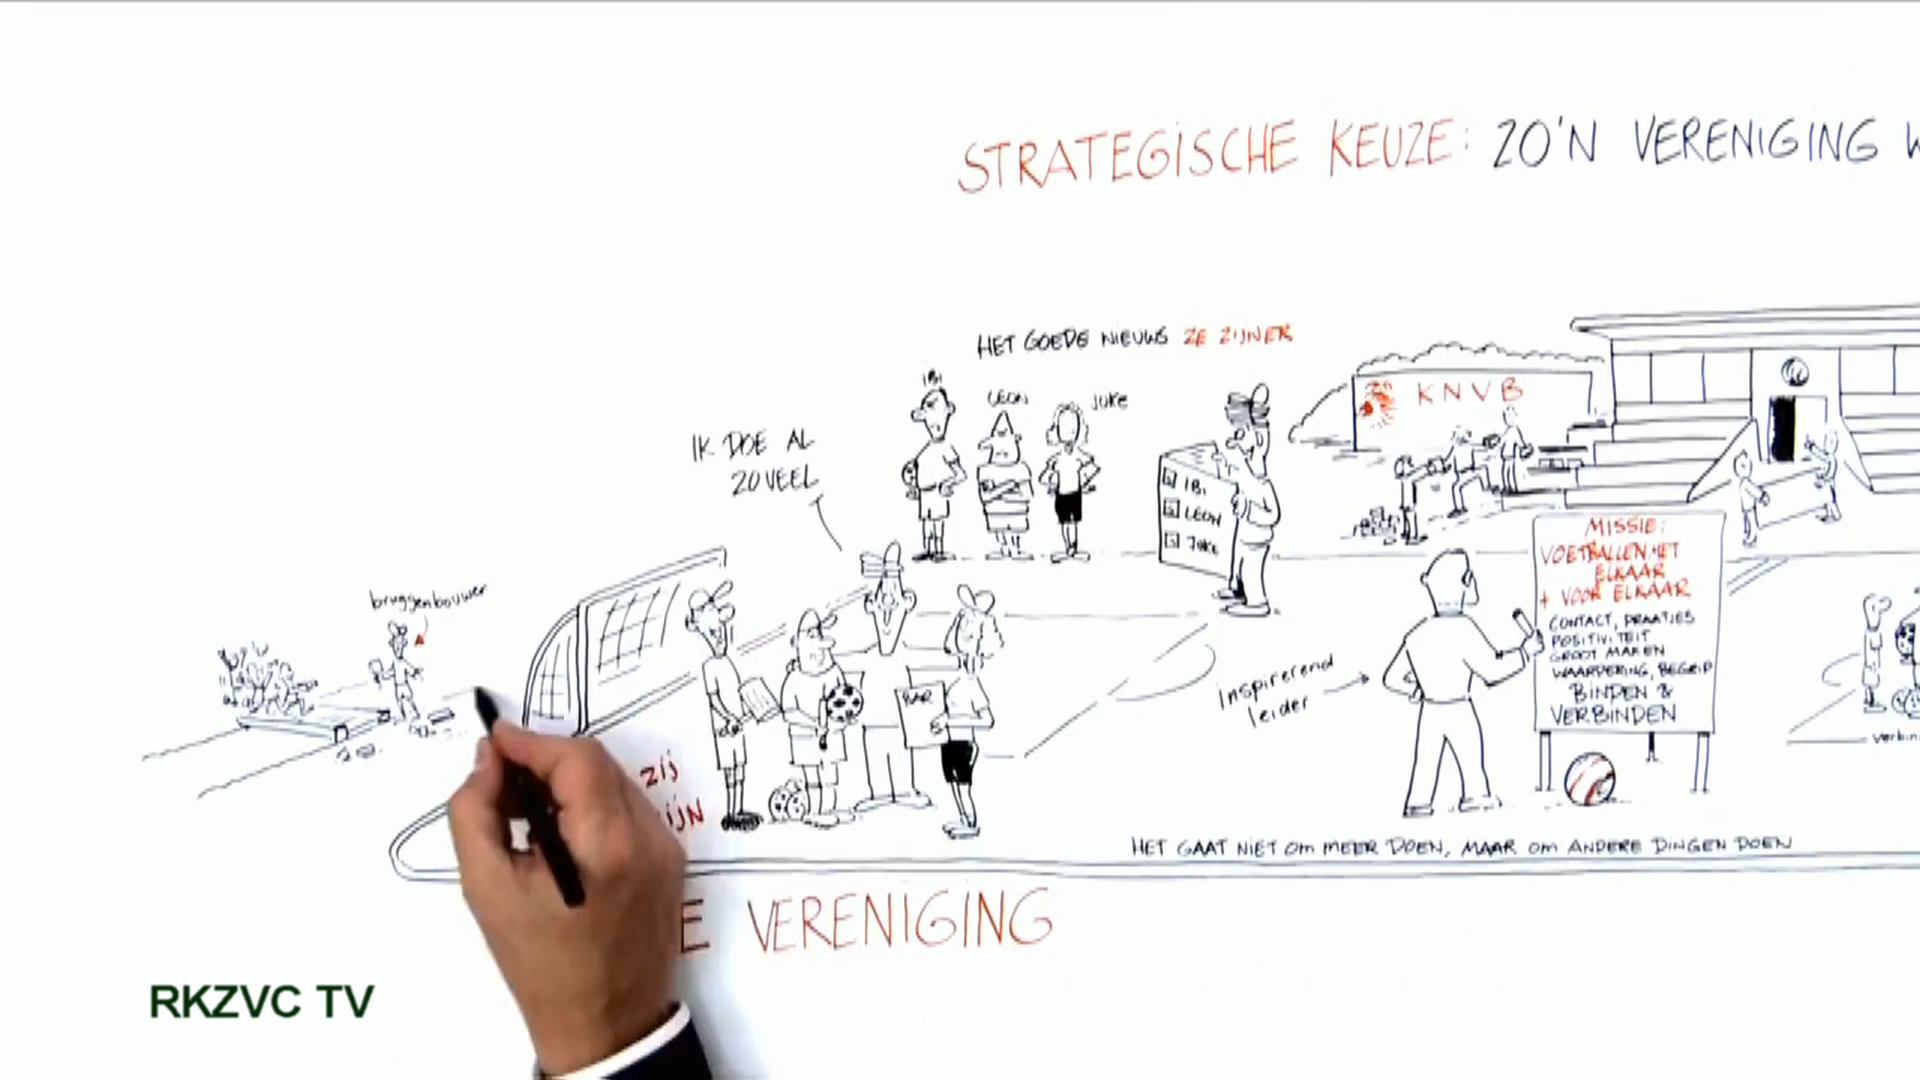 STRATEGISCHE KEUZE: ZO'N VERENIGING
HET GOEDE NIEUWS ZE ZIJN ER
IBI
LEON
JOKE
KNVB
IK DOE AL
ZOVEEL
IBI
LEON
JOKE
bruggenbouwer
MISSIE:
VOETBALLEN MET
ELKAAR
+ VOOR ELKAAR
CONTACT, PRAATJES
POSITIVITEIT
GROOT MAKEN
WAARDERING, BEGRIP
BINDEN &
VERBINDEN
inspirerend
leider
BAR
zij
HET GAAT NIET OM MEER DOEN, MAAR OM ANDERE DINGEN DOEN
E VERENIGING
RKZVC TV